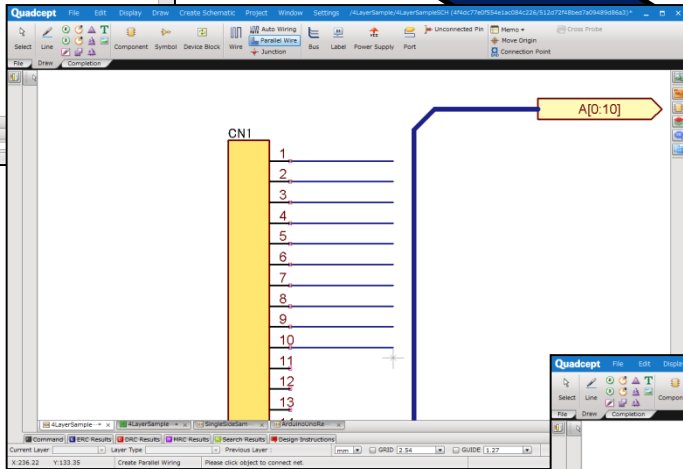 Quadcept File Edit Display Draw Create Schematic Project Window Settings /4LayerSample/4LayerSampleSCH
Select Line Component Symbol Device Block Wire Auto Wiring Parallel Wire Junction Bus Label Power Supply Port Unconnected Pin Memo Move Origin Connection Point Cross Probe
File Draw Completion
A[0:10]
CN1
1
2
3
4
5
6
7
8
9
10
11
12
13
Quadcept File Edit Display
Select Line Compon
File Draw Completion
4LayerSample 4LayerSample SingleSideSam ArduinoUnoRe
Command ERC Results DRC Results MRC Results Search Results Design Instructions
Current Layer Layer Type Previous Layer : mm GRID 2.54 GUIDE 1.27
X:236.22 Y:133.35 Create Parallel Wiring Please click object to connect net.